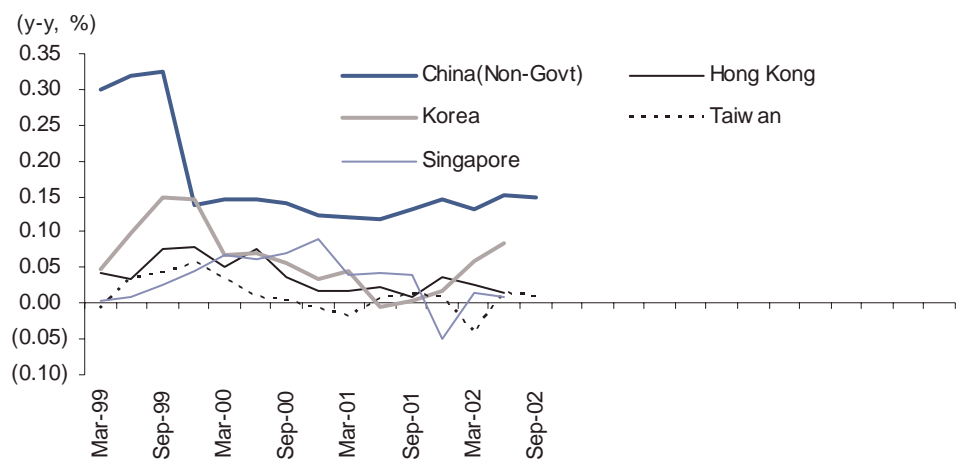 (y-y, %)
0.35
0.30
0.25
0.20
0.15
0.10
0.05
0.00
(0.05)
(0.10)
China(Non-Govt)
Hong Kong
Korea
Taiwan
Singapore
Mar-99
Sep-99
Mar-00
Sep-00
Mar-01
Sep-01
Mar-02
Sep-02